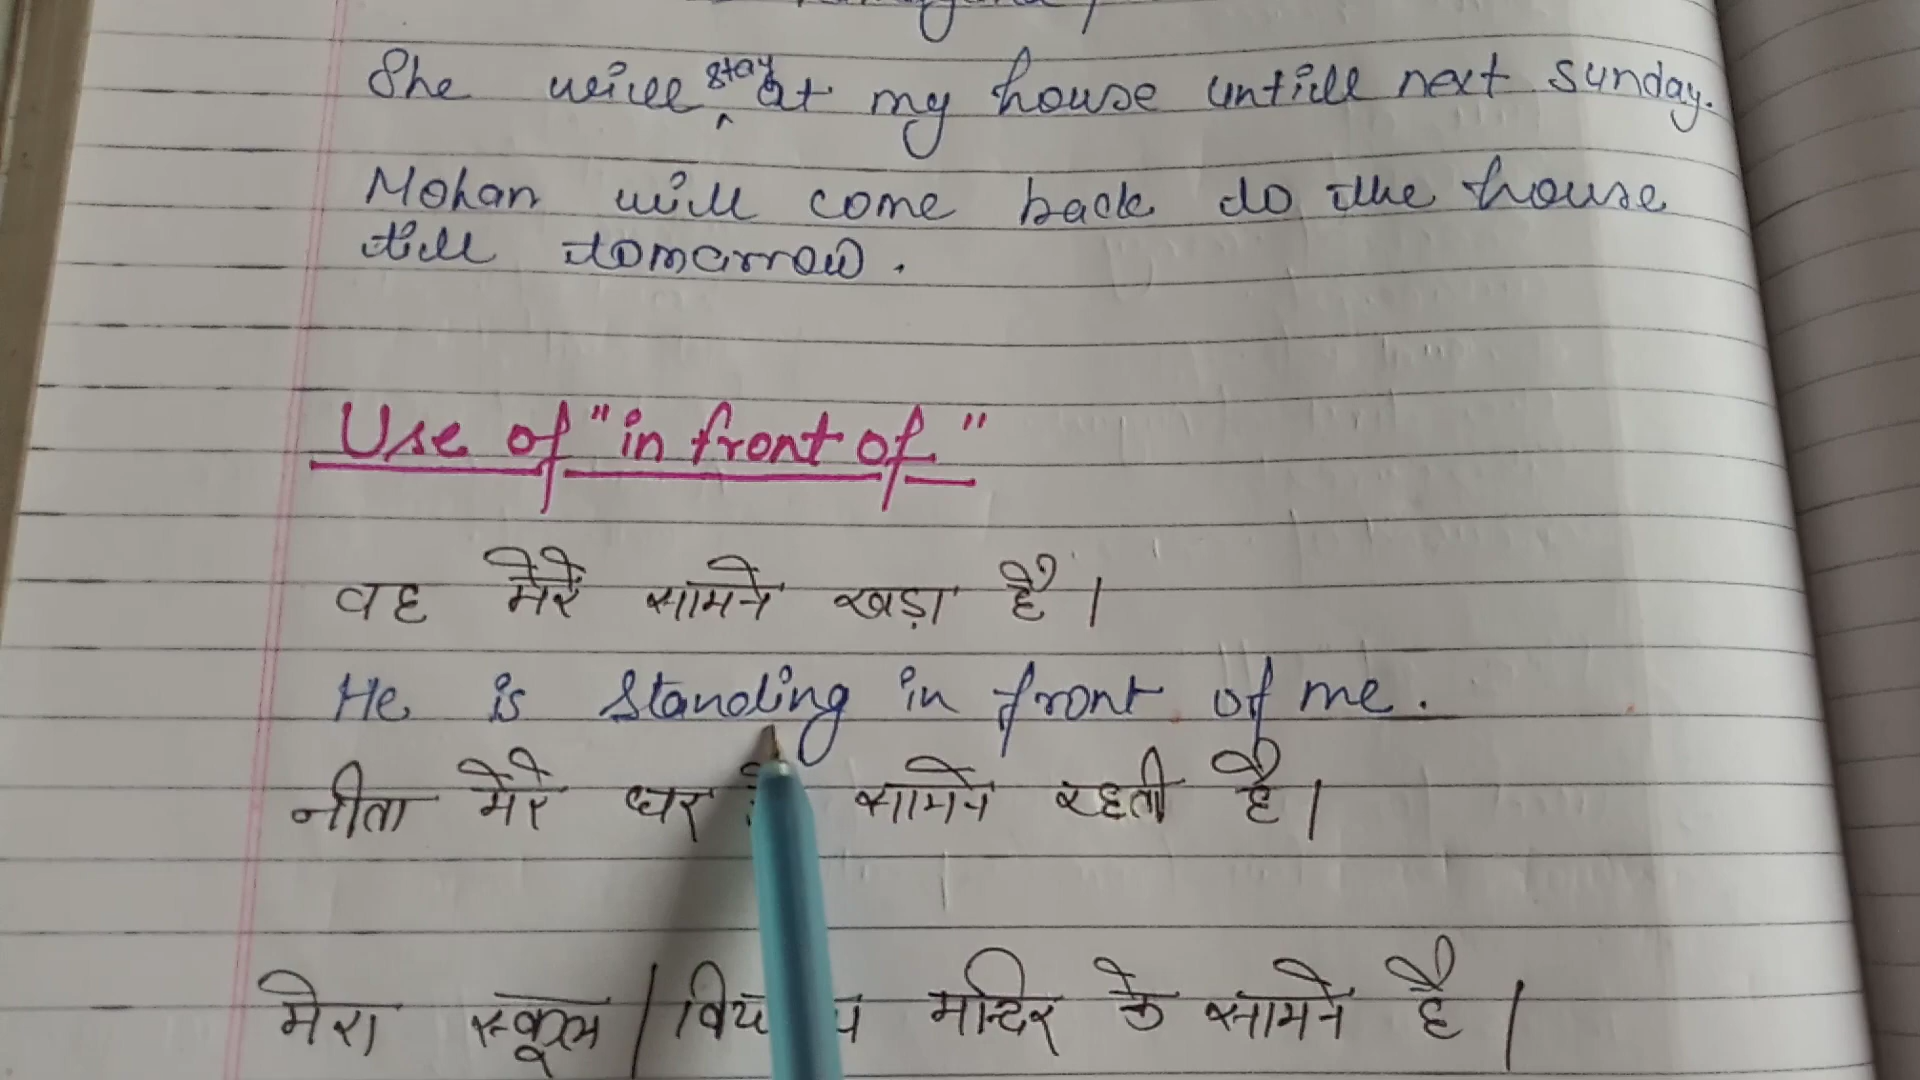 She will stay at my house untill next sunday.
Mohan will come back to the house
till tomorrow.
Use of "in front of"
वह मेरे सामने खड़ा है।
He is standing in front of me.
नीता मेरे घर सामने रहती है।
मेरा स्कूल / मन्दिर के सामने है।